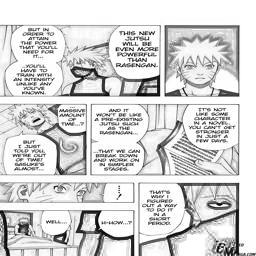 THIS NEW
JUTSU
WILL BE
EVEN MORE
POWERFUL
THAN
RASENGAN.
BUT IN
ORDER TO
ATTAIN
THE POWER
THAT YOU'LL
NEED FOR
IT...
...YOU'LL
HAVE TO
TRAIN WITH
AN INTENSITY
UNLIKE ANY
YOU'VE
KNOWN.
IT'S NOT
LIKE SOME
CHARACTER IN
A NOVEL.
YOU CAN'T GET
STRONGER
IN JUST A
FEW DAYS.
AND IT
WON'T BE LIKE
A PRE-EXISTING
JUTSU SUCH
AS THE
RASENGAN...
...THAT WE CAN
BREAK DOWN
AND WORK ON
IN SIMPLER
STAGES.
MASSIVE
AMOUNT
OF
TIME...?
BUT I
JUST TOLD
YOU, WE'RE
OUT OF TIME!
SASUKE'S
ALMOST...
THAT'S
WHY I
FIGURED OUT
A WAY TO
DO IT IN
A SHORT
PERIOD.
H-HOW...?
WELL...